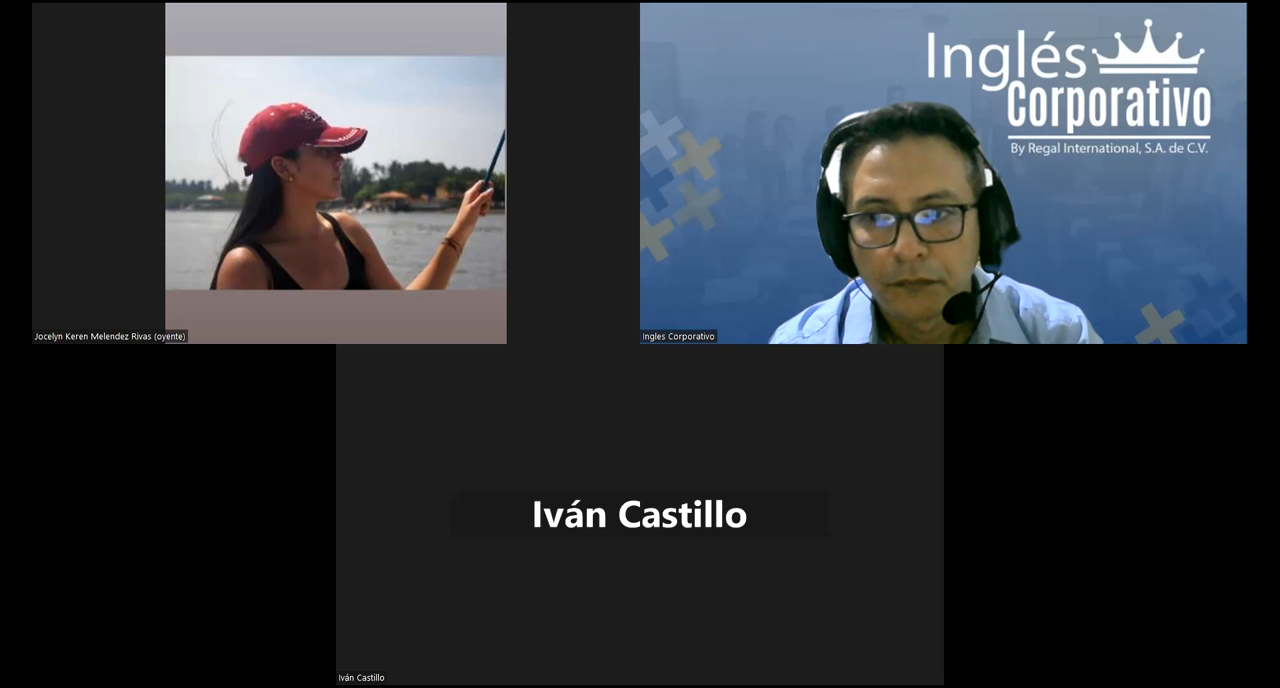 Inglés
Corporativo
By Regal International, S.A. de C.V.
Jocelyn Keren Melendez Rivas (oyente)
Ingles Corporativo
Iván Castillo
Iván Castillo